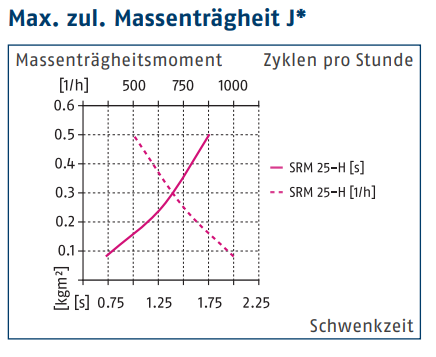 Max. zul. Massenträgheit J*
Massenträgheitsmoment Zyklen pro Stunde
[1/h] 500 750 1000
0.6
0.5
0.4
0.3
0.2
0.1
SRM 25-H [s]
SRM 25-H [1/h]
[kgm²]
[s] 0.75 1.25 1.75 2.25
Schwenkzeit